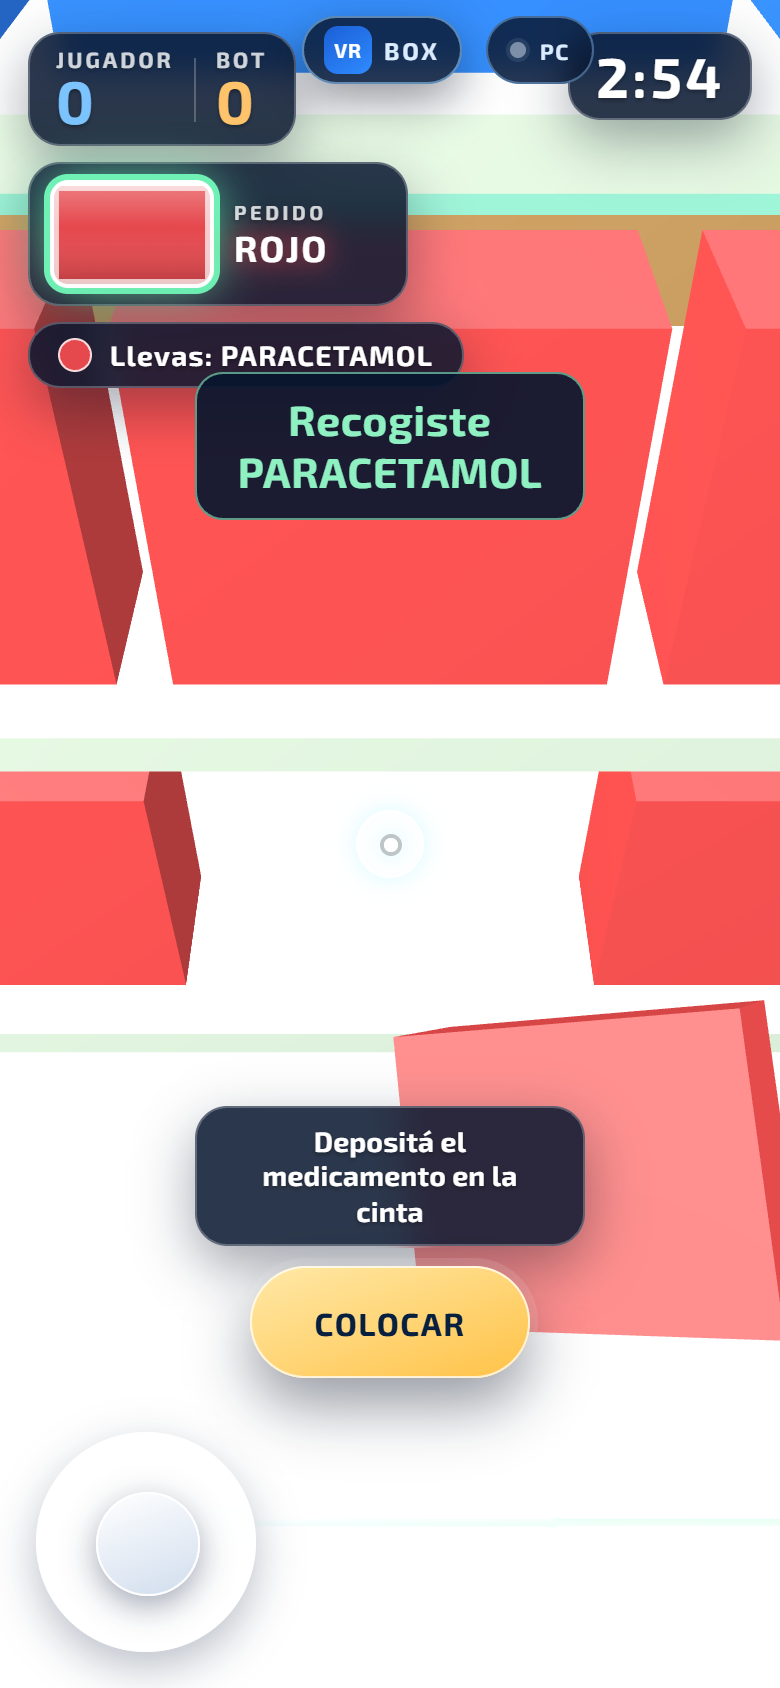 JUGADOR
0
BOT
0
VR BOX
PC
2:54
PEDIDO
ROJO
Llevas: PARACETAMOL
Recogiste
PARACETAMOL
Depositá el
medicamento en la
cinta
COLOCAR